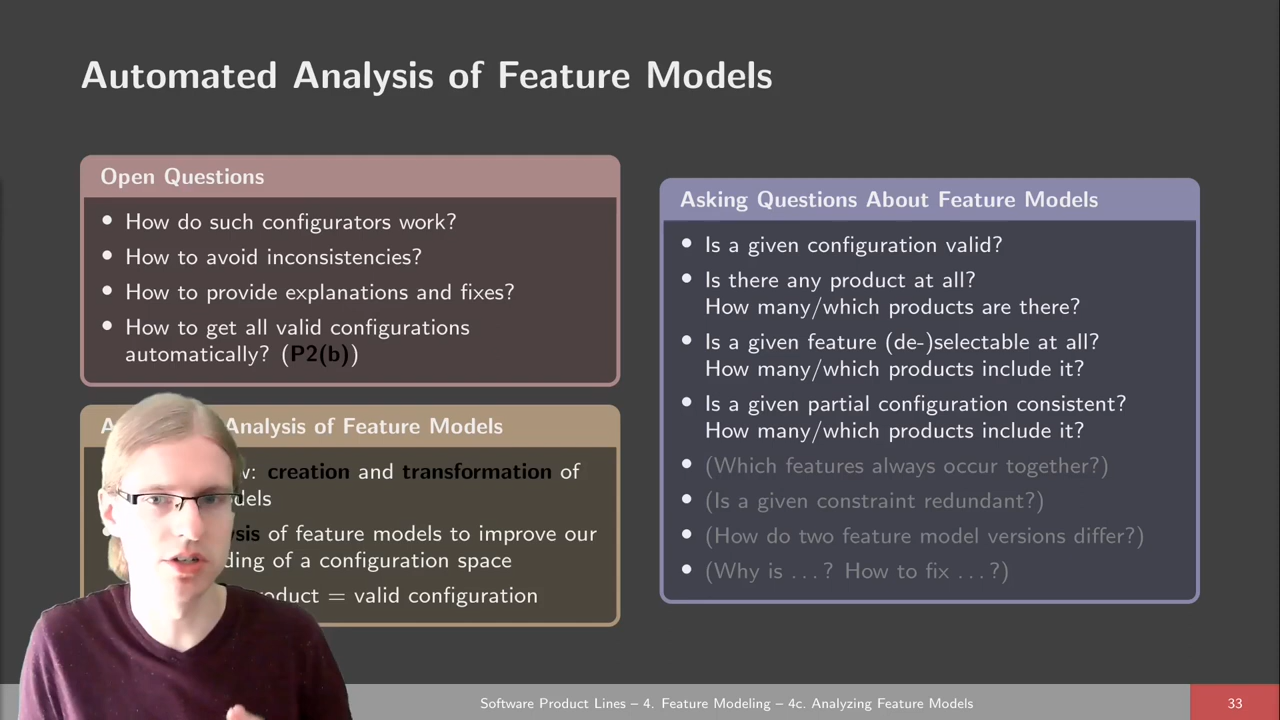 Automated Analysis of Feature Models
Open Questions
• How do such configurators work?
• How to avoid inconsistencies?
• How to provide explanations and fixes?
• How to get all valid configurations
automatically? (P2(b))
Analysis of Feature Models
creation and transformation of
of feature models to improve our
of a configuration space
= valid configuration
Asking Questions About Feature Models
• Is a given configuration valid?
• Is there any product at all?
How many/which products are there?
• Is a given feature (de-)selectable at all?
How many/which products include it?
• Is a given partial configuration consistent?
How many/which products include it?
• (Which features always occur together?)
• (Is a given constraint redundant?)
• (How do two feature model versions differ?)
• (Why is ...? How to fix ...?)
Software Product Lines – 4. Feature Modeling – 4c. Analyzing Feature Models
33